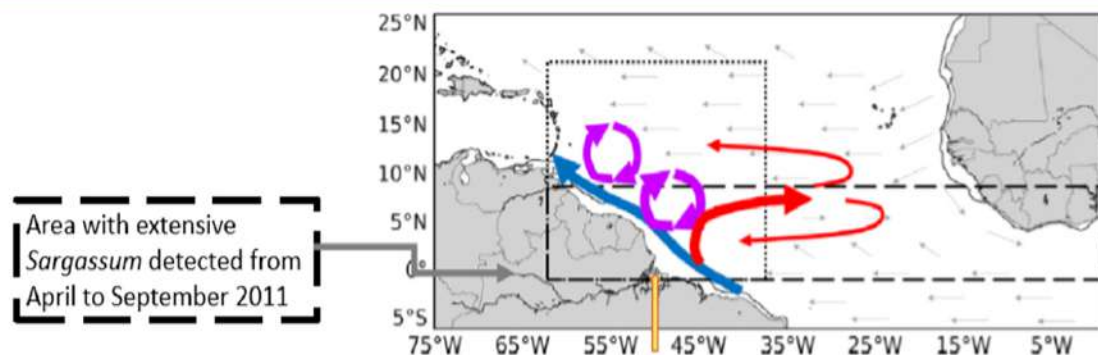 25°N
20°N
15°N
10°N
5°N
0°
5°S
75°W 65°W 55°W 45°W 35°W 25°W 15°W 5°W
Area with extensive
Sargassum detected from
April to September 2011